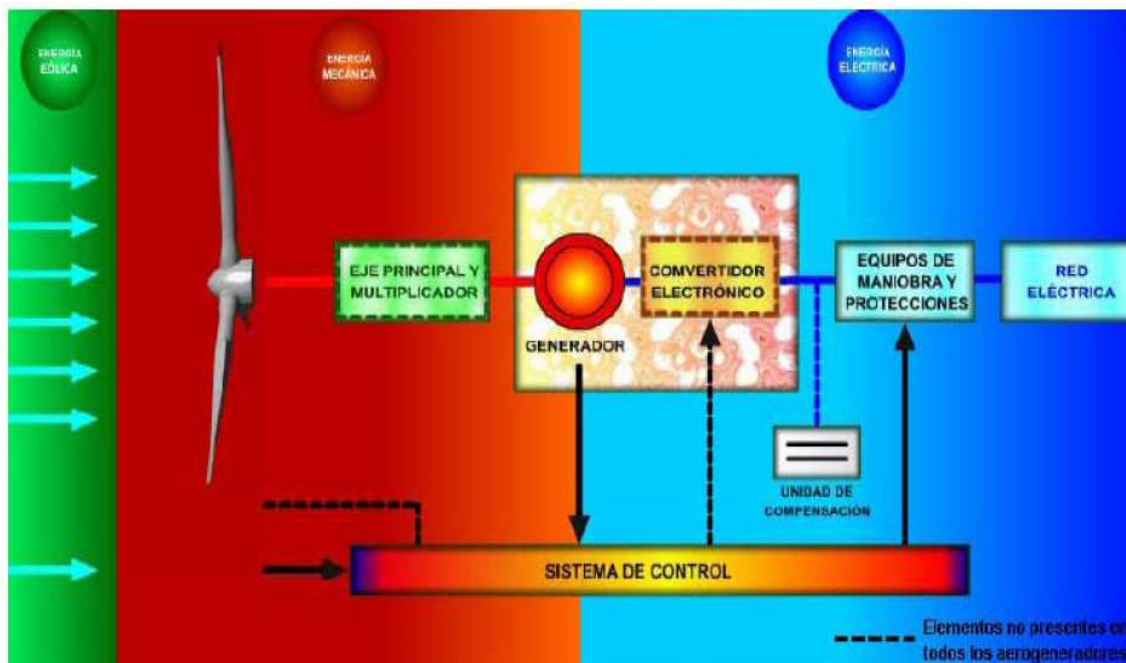 ENERGÍA
EÓLICA
ENERGÍA
MECÁNICA
ENERGÍA
ELÉCTRICA
EJE PRINCIPAL Y
MULTIPLICADOR
GENERADOR
COMVERTIDOR
ELECTRÓNICO
EQUIPOS DE
MANIOBRA Y
PROTECCIONES
RED
ELÉCTRICA
UNIDAD DE
COMPENSACIÓN
SISTEMA DE CONTROL
Elementos no presentes en
todos los aerogeneradores